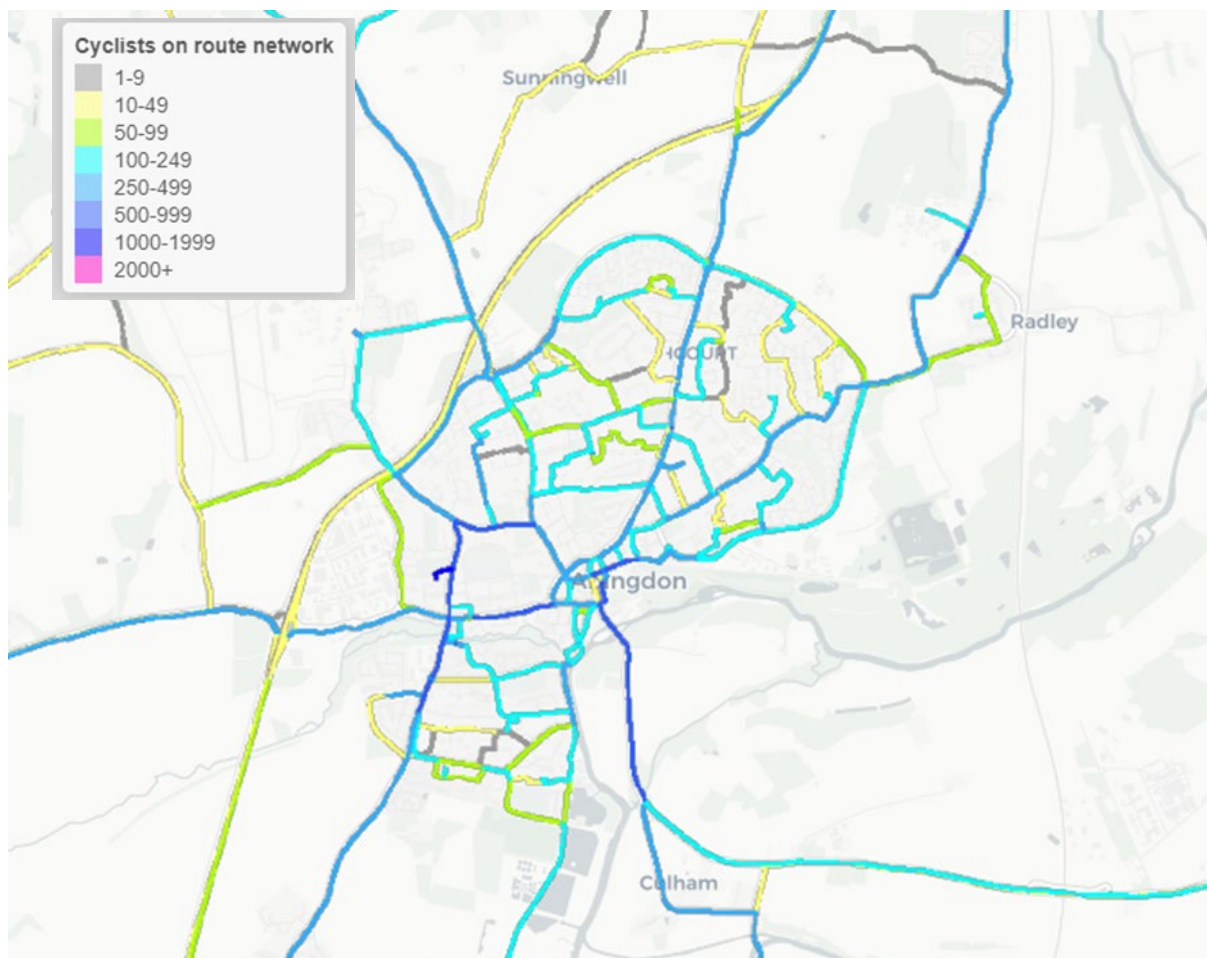 Cyclists on route network
1-9
10-49
50-99
100-249
250-499
500-999
1000-1999
2000+
Sunningwell
Radley
Abingdon
Culham